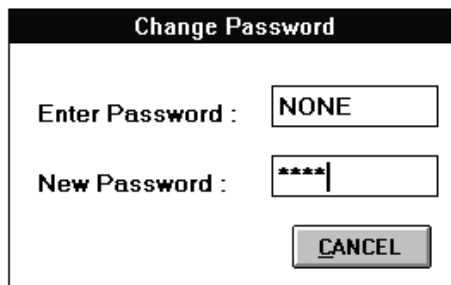 Change Password
Enter Password : NONE
New Password : ****
CANCEL